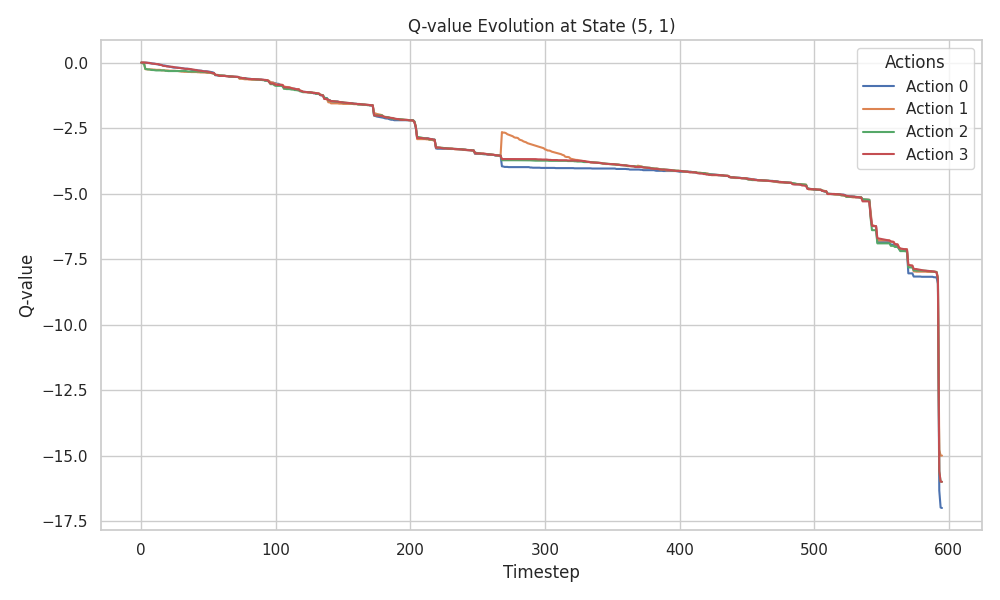 Q-value Evolution at State (5, 1)
Actions
Action 0
Action 1
Action 2
Action 3
Q-value
0.0
−2.5
−5.0
−7.5
−10.0
−12.5
−15.0
−17.5
0 100 200 300 400 500 600
Timestep